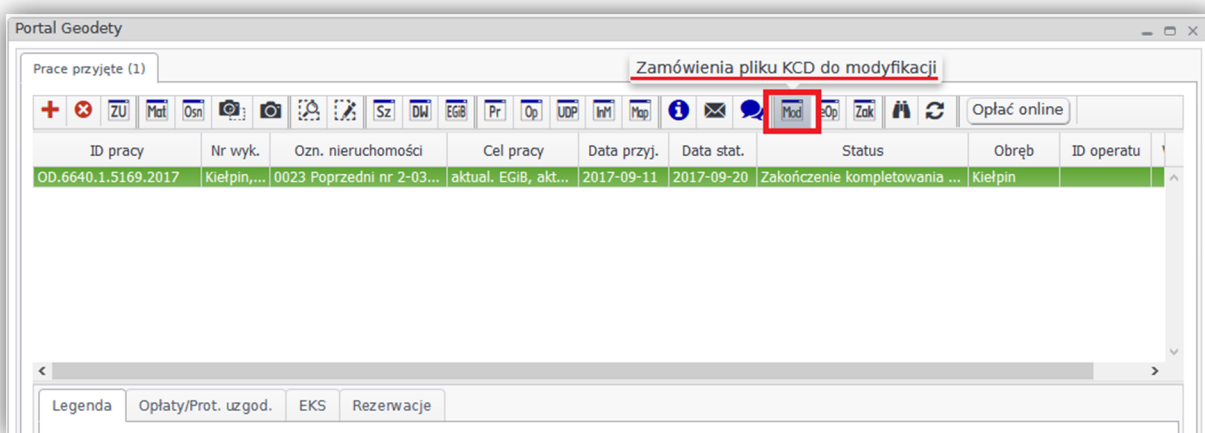 Portal Geodety
Prace przyjęte (1)
Zamówienia pliku KCD do modyfikacji
ZU Mat Osn Sz DW EGiB Pr Op UDP InM Map Mod eOp Zak Opłać online
ID pracy Nr wyk. Ozn. nieruchomości Cel pracy Data przyj. Data stat. Status Obręb ID operatu
OD.6640.1.5169.2017 Kiełpin,... 0023 Poprzedni nr 2-03... aktual. EGiB, akt... 2017-09-11 2017-09-20 Zakończenie kompletowania ... Kiełpin
Legenda Opłaty/Prot. uzgod. EKS Rezerwacje